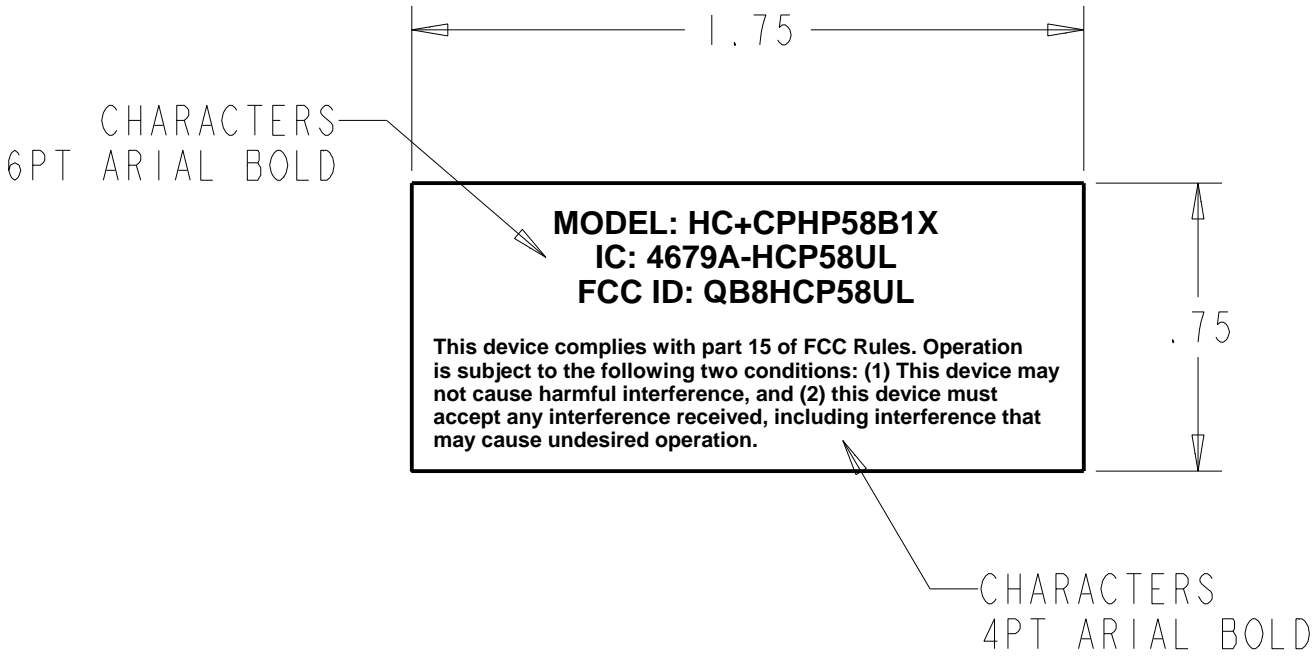 1.75
CHARACTERS
6PT ARIAL BOLD
MODEL: HC+CPHP58B1X
IC: 4679A-HCP58UL
FCC ID: QB8HCP58UL
.75
This device complies with part 15 of FCC Rules. Operation
is subject to the following two conditions: (1) This device may
not cause harmful interference, and (2) this device must
accept any interference received, including interference that
may cause undesired operation.
CHARACTERS
4PT ARIAL BOLD